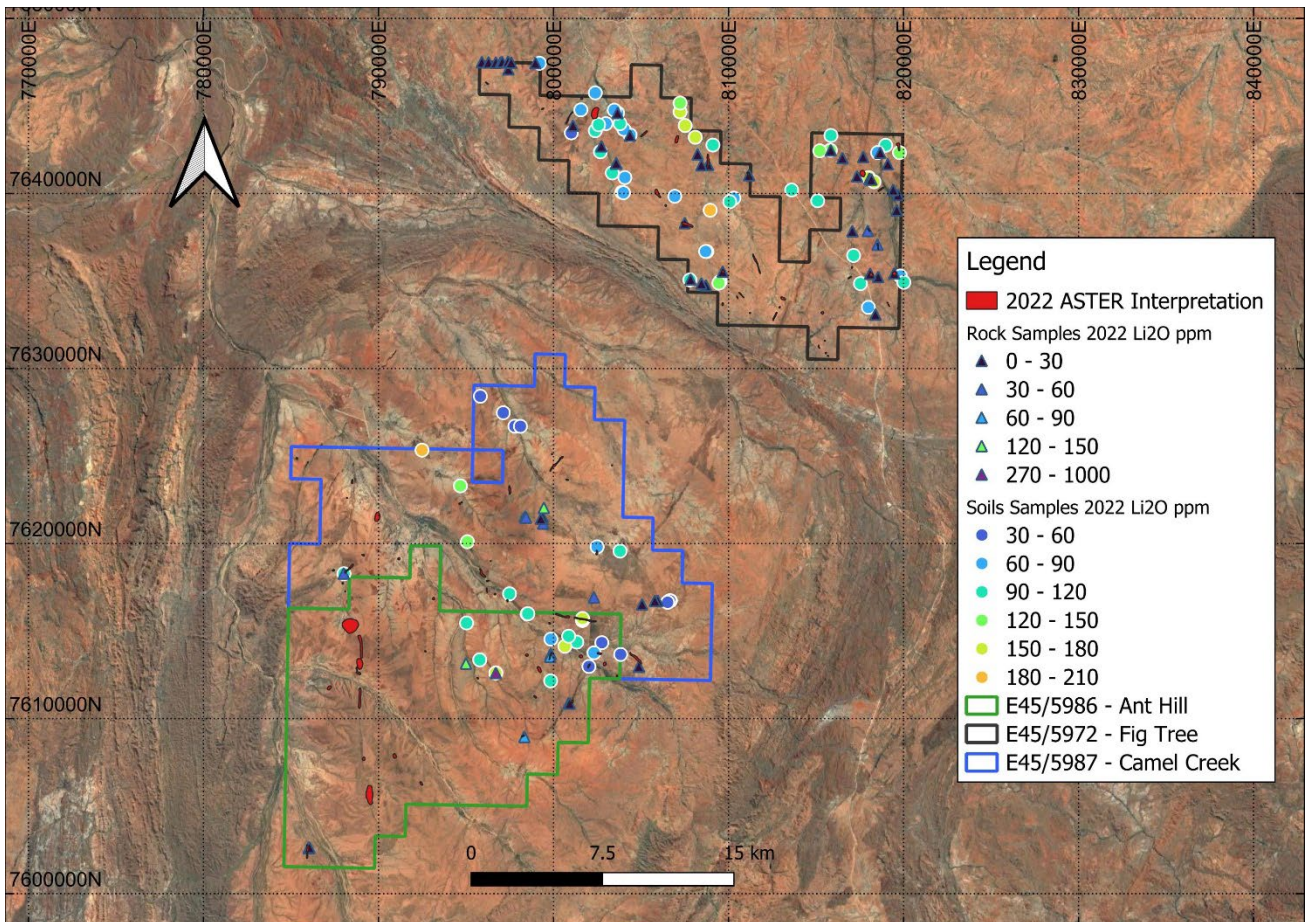 7650000N
770000E
780000E
790000E
800000E
810000E
820000E
830000E
840000E
7640000N
7630000N
7620000N
7610000N
7600000N
Legend
2022 ASTER Interpretation
Rock Samples 2022 Li2O ppm
0 - 30
30 - 60
60 - 90
120 - 150
270 - 1000
Soils Samples 2022 Li2O ppm
30 - 60
60 - 90
90 - 120
120 - 150
150 - 180
180 - 210
E45/5986 - Ant Hill
E45/5972 - Fig Tree
E45/5987 - Camel Creek
0 7.5 15 km